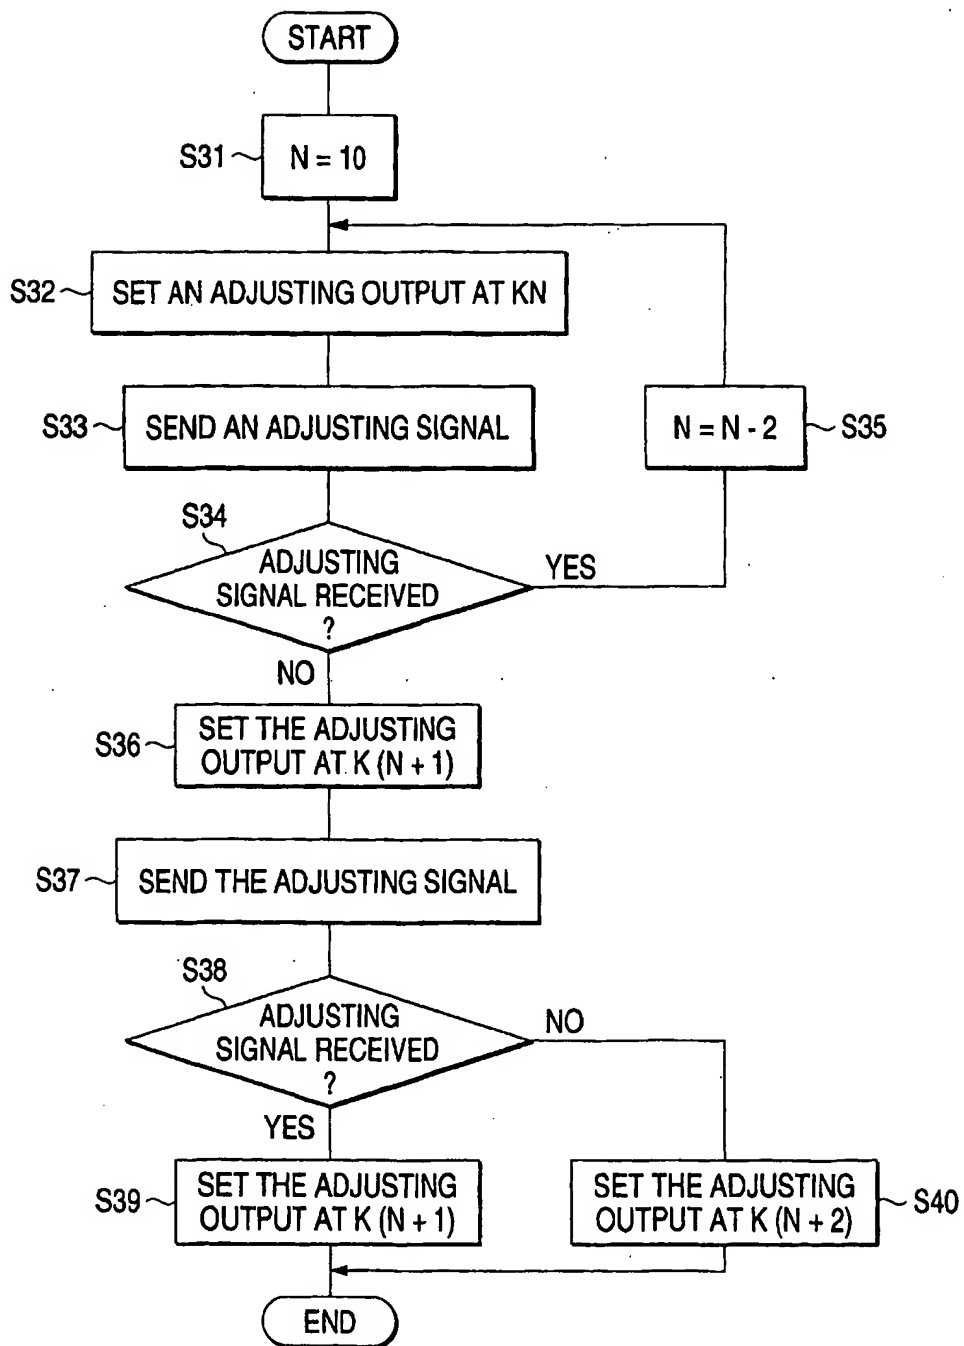 START
S31
N = 10
S32
SET AN ADJUSTING OUTPUT AT KN
S33
SEND AN ADJUSTING SIGNAL
N = N - 2
S35
S34
ADJUSTING
SIGNAL RECEIVED
?
YES
NO
S36
SET THE ADJUSTING
OUTPUT AT K (N + 1)
S37
SEND THE ADJUSTING SIGNAL
S38
ADJUSTING
SIGNAL RECEIVED
?
NO
YES
S39
SET THE ADJUSTING
OUTPUT AT K (N + 1)
SET THE ADJUSTING
OUTPUT AT K (N + 2)
S40
END